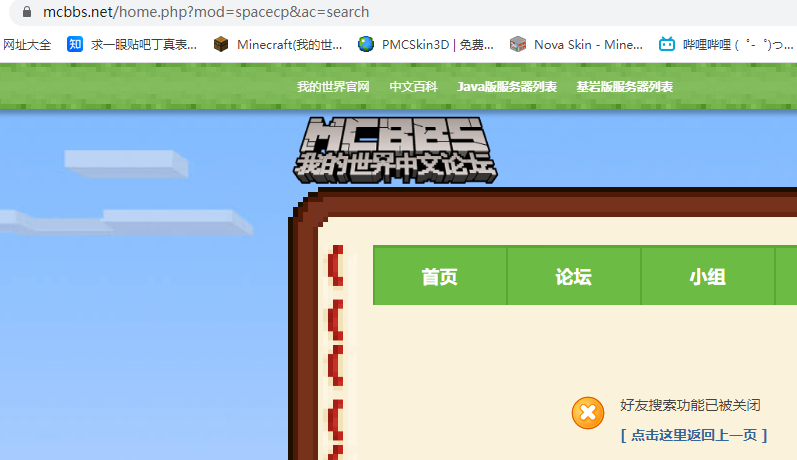 mcbbs.net/home.php?mod=spacecp&ac=search
网址大全 知 求一眼贴吧丁真表... Minecraft(我的世... PMCSkin3D | 免费... Nova Skin - Mine... 哔哩哔哩 ( ゜- ゜)つ...
我的世界官网 中文百科 Java版服务器列表 基岩版服务器列表
MCBBS
我的世界中文论坛
首页 论坛 小组
好友搜索功能已被关闭
[ 点击这里返回上一页 ]